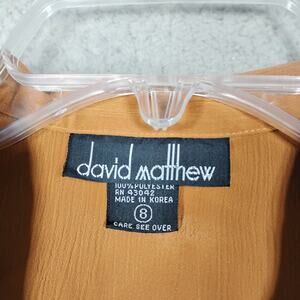 david matthew
100% POLYESTER
RN 43042
MADE IN KOREA
8
CARE SEE OVER